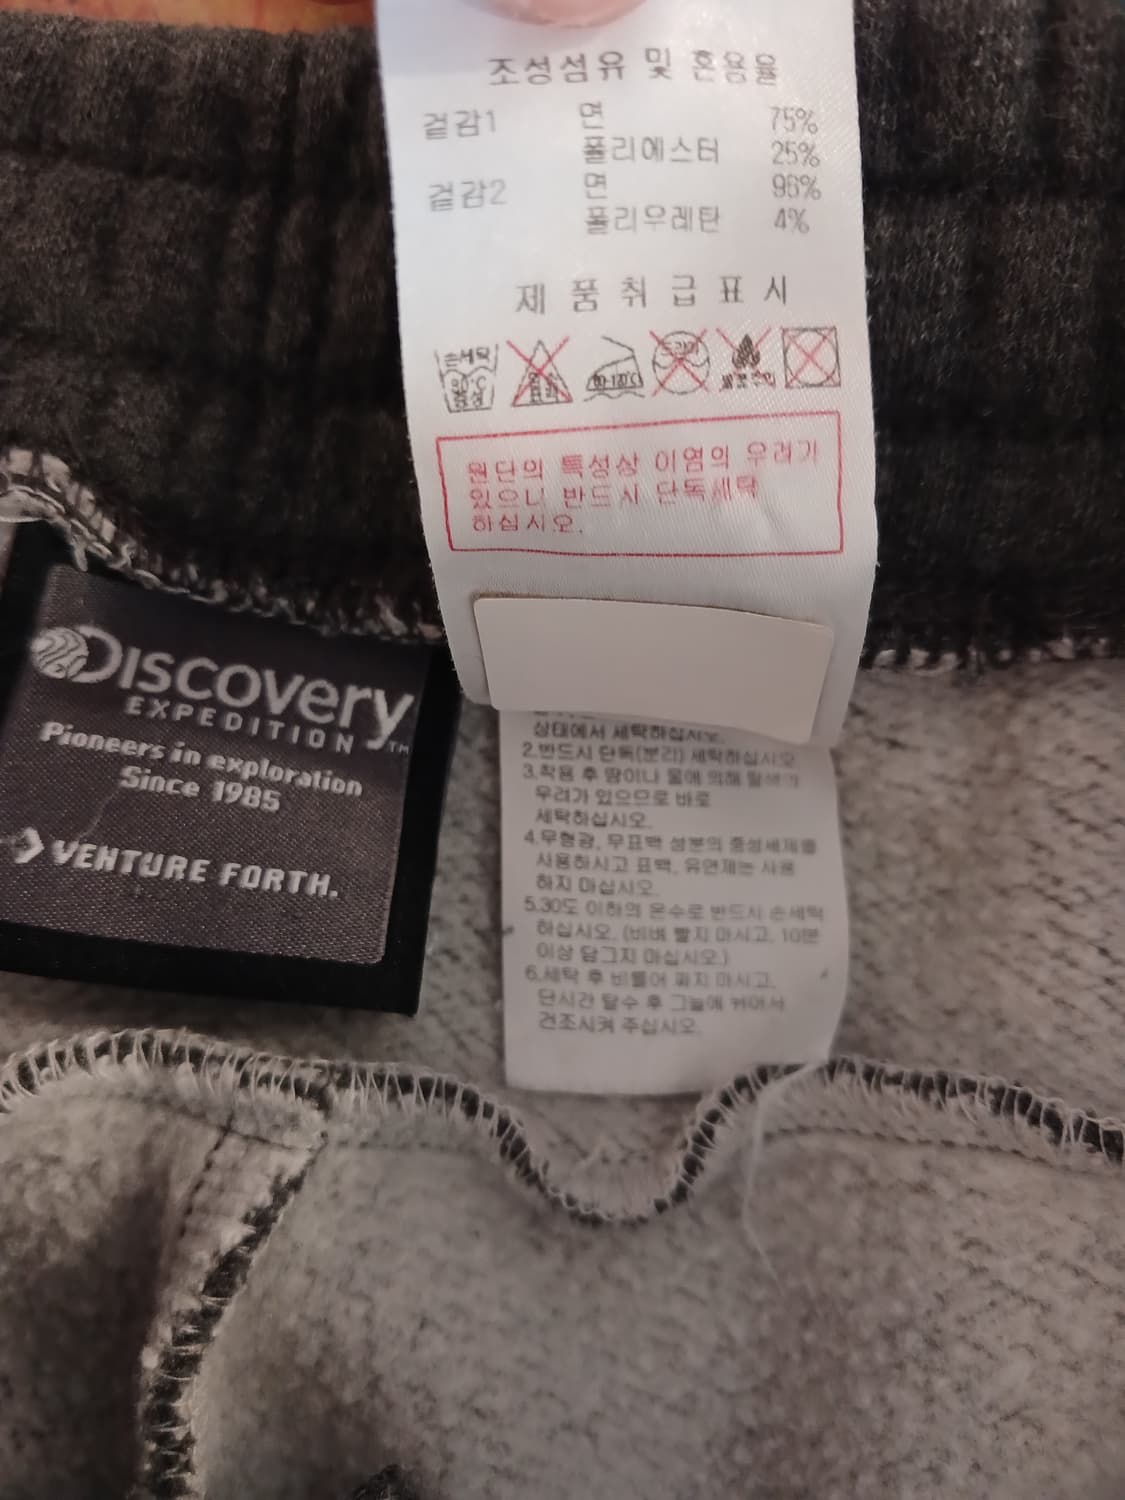 조성섬유 및 혼용율
겉감1 면 75%
폴리에스터 25%
겉감2 면 96%
폴리우레탄 4%
제 품 취 급 표 시
손세탁
30°C
중성
80-120°C
드라이
원단의 특성상 이염의 우려가
있으니 반드시 단독세탁
하십시오.
상태에서 세탁하십시오.
2.반드시 단독(분리) 세탁하십시오
3.착용 후 땀이나 물에 의해 탈색의
우려가 있으므로 바로
세탁하십시오.
4.무형광, 무표백 성분의 중성세제를
사용하시고 표백, 유연제는 사용
하지 마십시오.
5.30도 이하의 온수로 반드시 손세탁
하십시오. (비벼 빨지 마시고, 10분
이상 담그지 마십시오.)
6.세탁 후 비틀어 짜지 마시고,
단시간 탈수 후 그늘에 뉘어서
건조시켜 주십시오.
DISCOVERY
EXPEDITION™
Pioneers in exploration
Since 1985
VENTURE FORTH.